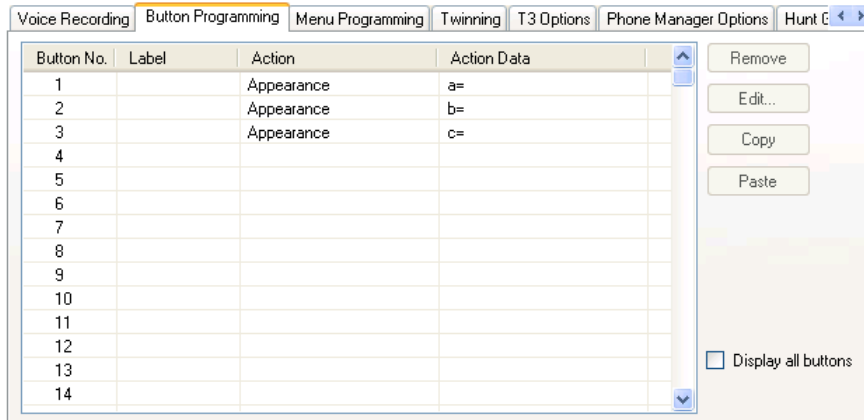 Voice Recording Button Programming Menu Programming Twinning T3 Options Phone Manager Options Hunt
Button No. Label Action Action Data
Remove
1 Appearance a=
Edit...
2 Appearance b=
3 Appearance c=
Copy
4
5
Paste
6
7
8
9
10
11
12
Display all buttons
13
14